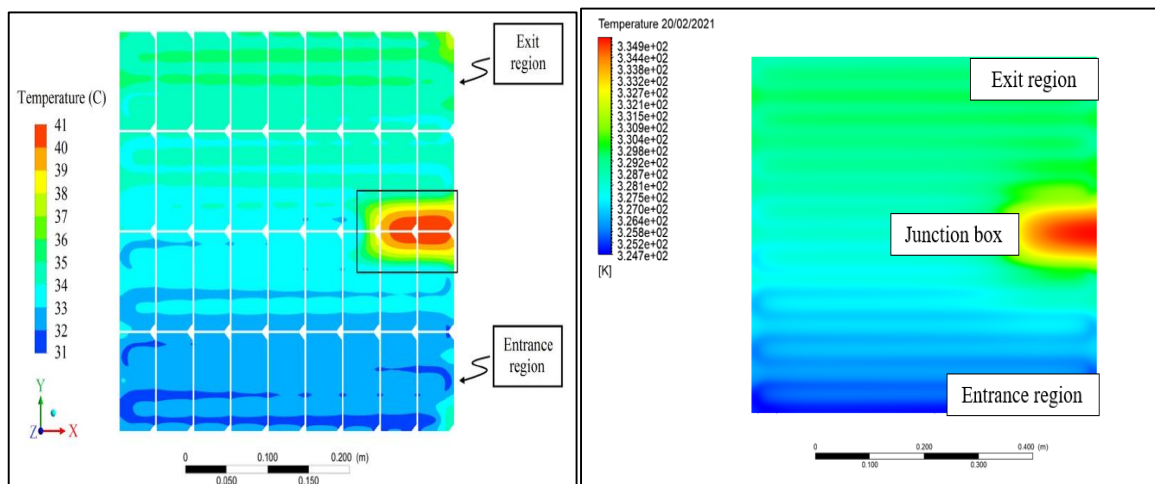 Temperature (C)
41
40
39
38
37
36
35
34
33
32
31
Exit
region
Entrance
region
Y
Z
X
0
0.100
0.200 (m)
0.050
0.150
Temperature 20/02/2021
3.349e+02
3.344e+02
3.338e+02
3.332e+02
3.327e+02
3.321e+02
3.315e+02
3.309e+02
3.304e+02
3.298e+02
3.292e+02
3.287e+02
3.281e+02
3.275e+02
3.270e+02
3.264e+02
3.258e+02
3.252e+02
3.247e+02
[K]
Exit region
Junction box
Entrance region
0
0.200
0.400 (m)
0.100
0.300